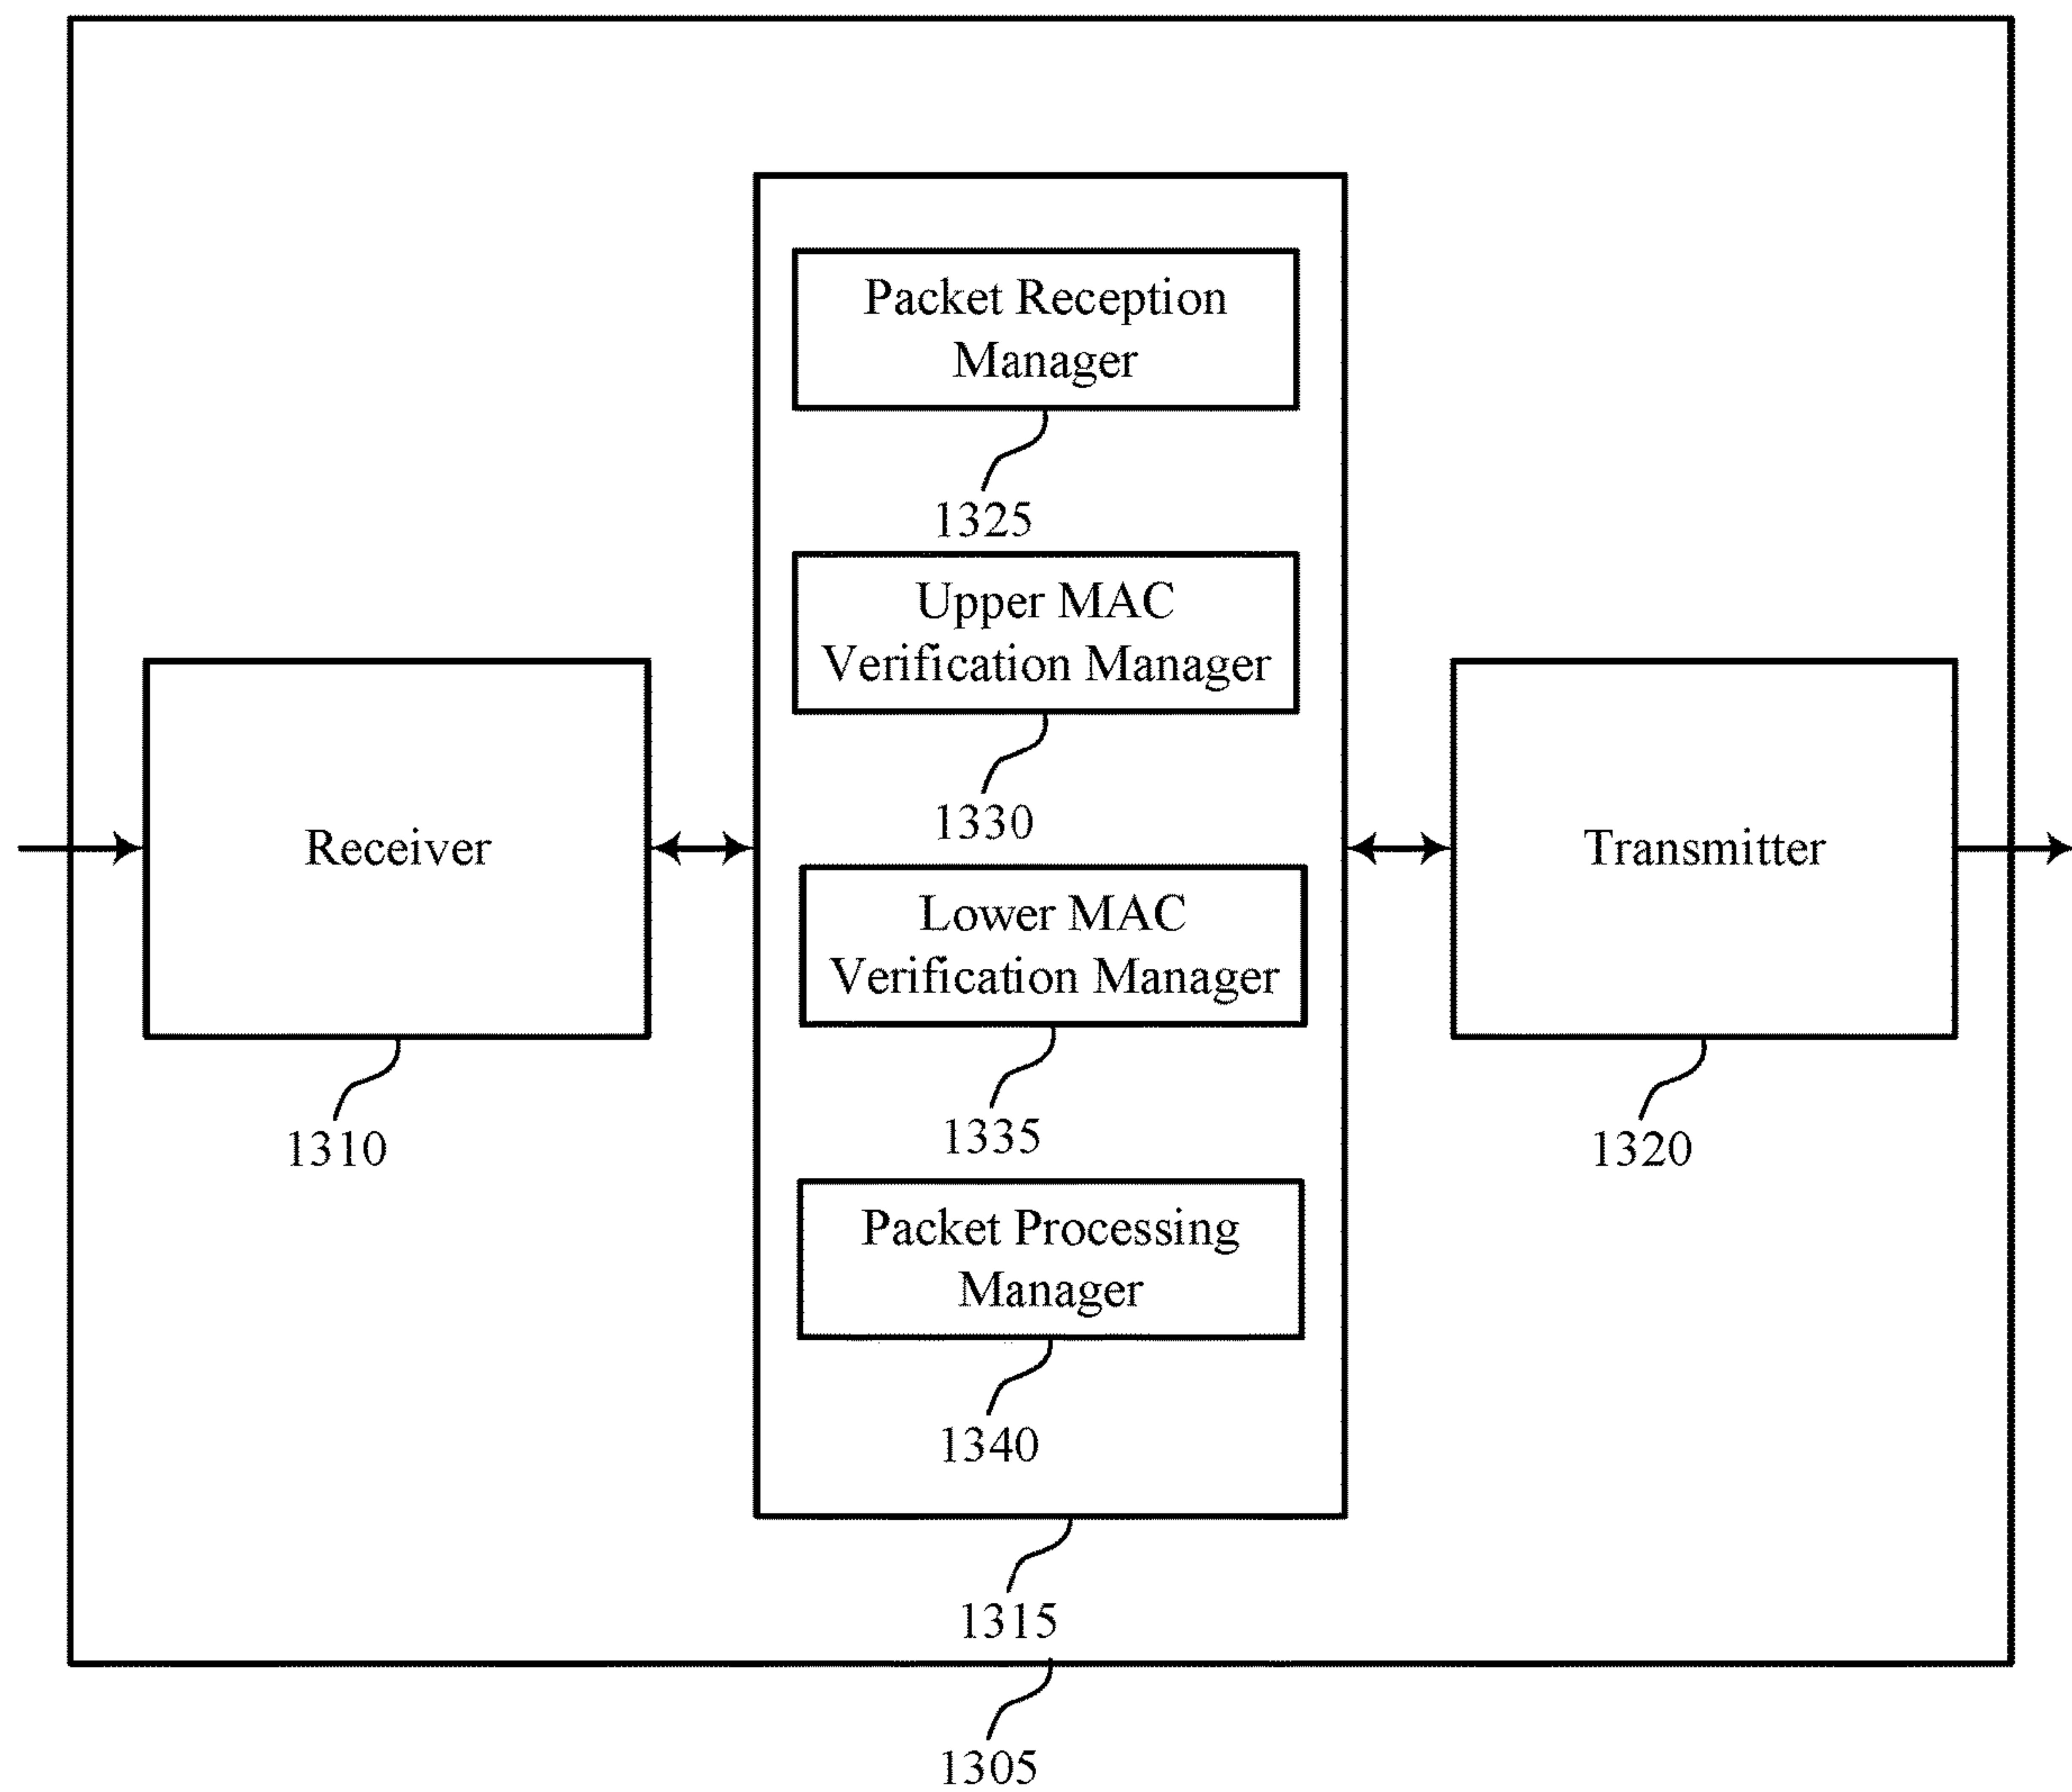 Packet Reception
Manager
1325
Upper MAC
Verification Manager
1330
Receiver
1310
Lower MAC
Verification Manager
1335
Transmitter
1320
Packet Processing
Manager
1340
1315
1305